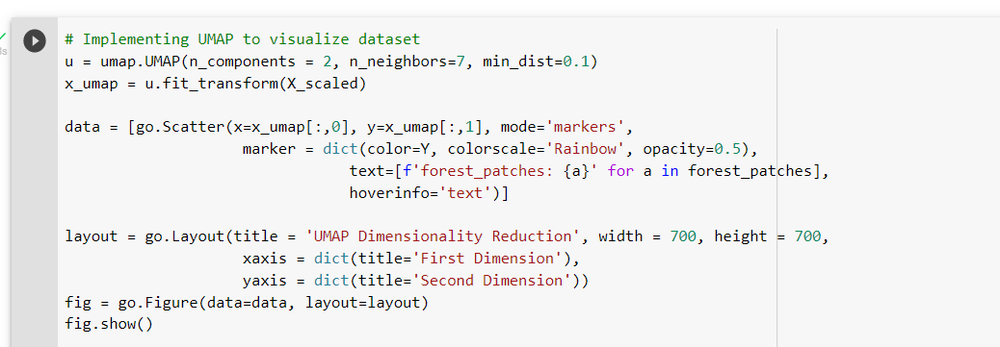 # Implementing UMAP to visualize dataset
u = umap.UMAP(n_components = 2, n_neighbors=7, min_dist=0.1)
x_umap = u.fit_transform(X_scaled)
data = [go.Scatter(x=x_umap[:,0], y=x_umap[:,1], mode='markers',
marker = dict(color=Y, colorscale='Rainbow', opacity=0.5),
text=[f'forest_patches: {a}' for a in forest_patches],
hoverinfo='text')]
layout = go.Layout(title = 'UMAP Dimensionality Reduction', width = 700, height = 700,
xaxis = dict(title='First Dimension'),
yaxis = dict(title='Second Dimension'))
fig = go.Figure(data=data, layout=layout)
fig.show()